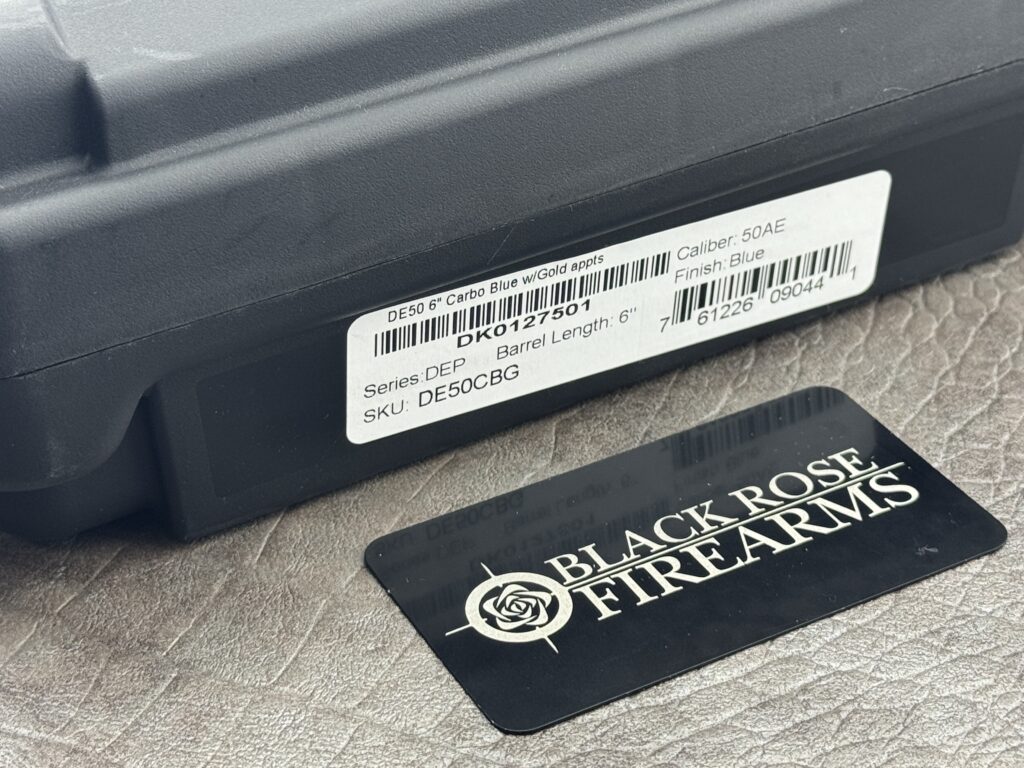 DE50 6" Carbo Blue w/Gold appts
DK0127501
Series:DEP Barrel Length: 6"
SKU: DE50CBG
Caliber: 50AE
Finish:Blue
7 61226 09044 1
BLACK ROSE
FIREARMS